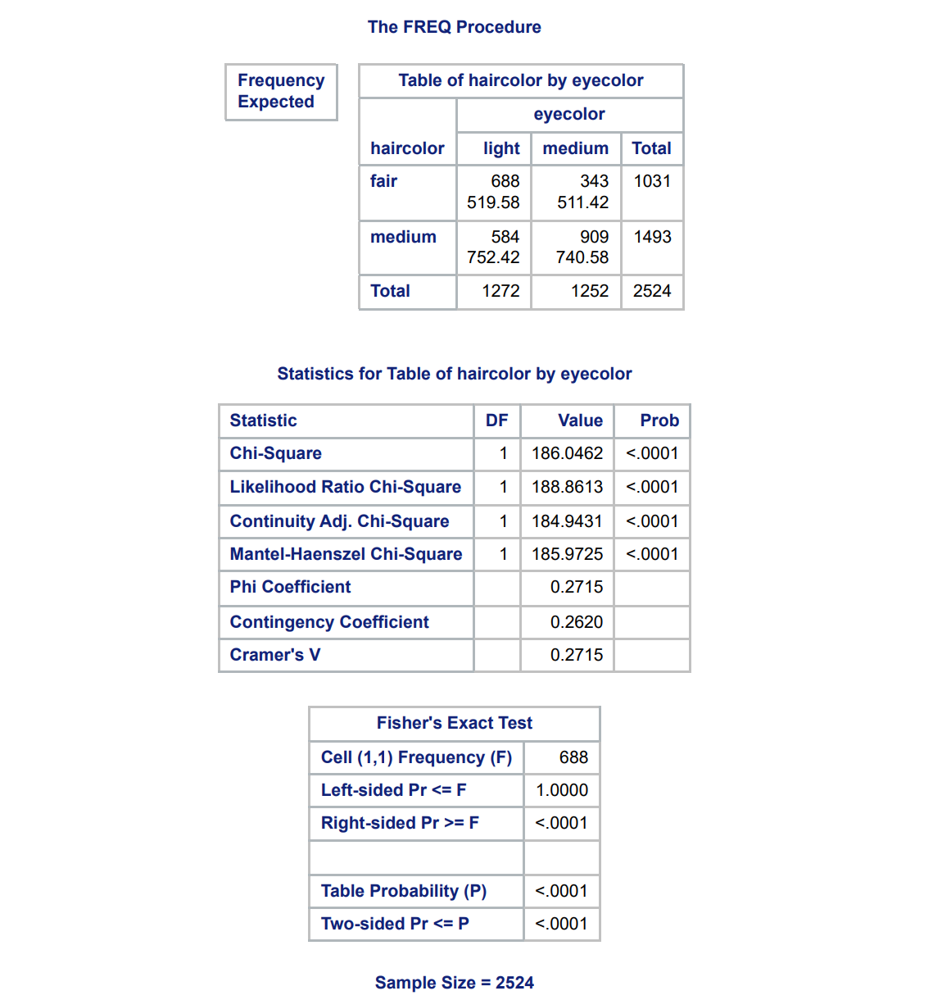 The FREQ Procedure
Frequency
Expected
Table of haircolor by eyecolor
eyecolor
haircolor light medium Total
fair 688 343 1031
519.58 511.42
medium 584 909 1493
752.42 740.58
Total 1272 1252 2524
Statistics for Table of haircolor by eyecolor
Statistic DF Value Prob
Chi-Square 1 186.0462 <.0001
Likelihood Ratio Chi-Square 1 188.8613 <.0001
Continuity Adj. Chi-Square 1 184.9431 <.0001
Mantel-Haenszel Chi-Square 1 185.9725 <.0001
Phi Coefficient 0.2715
Contingency Coefficient 0.2620
Cramer's V 0.2715
Fisher's Exact Test
Cell (1,1) Frequency (F) 688
Left-sided Pr <= F 1.0000
Right-sided Pr >= F <.0001
Table Probability (P) <.0001
Two-sided Pr <= P <.0001
Sample Size = 2524